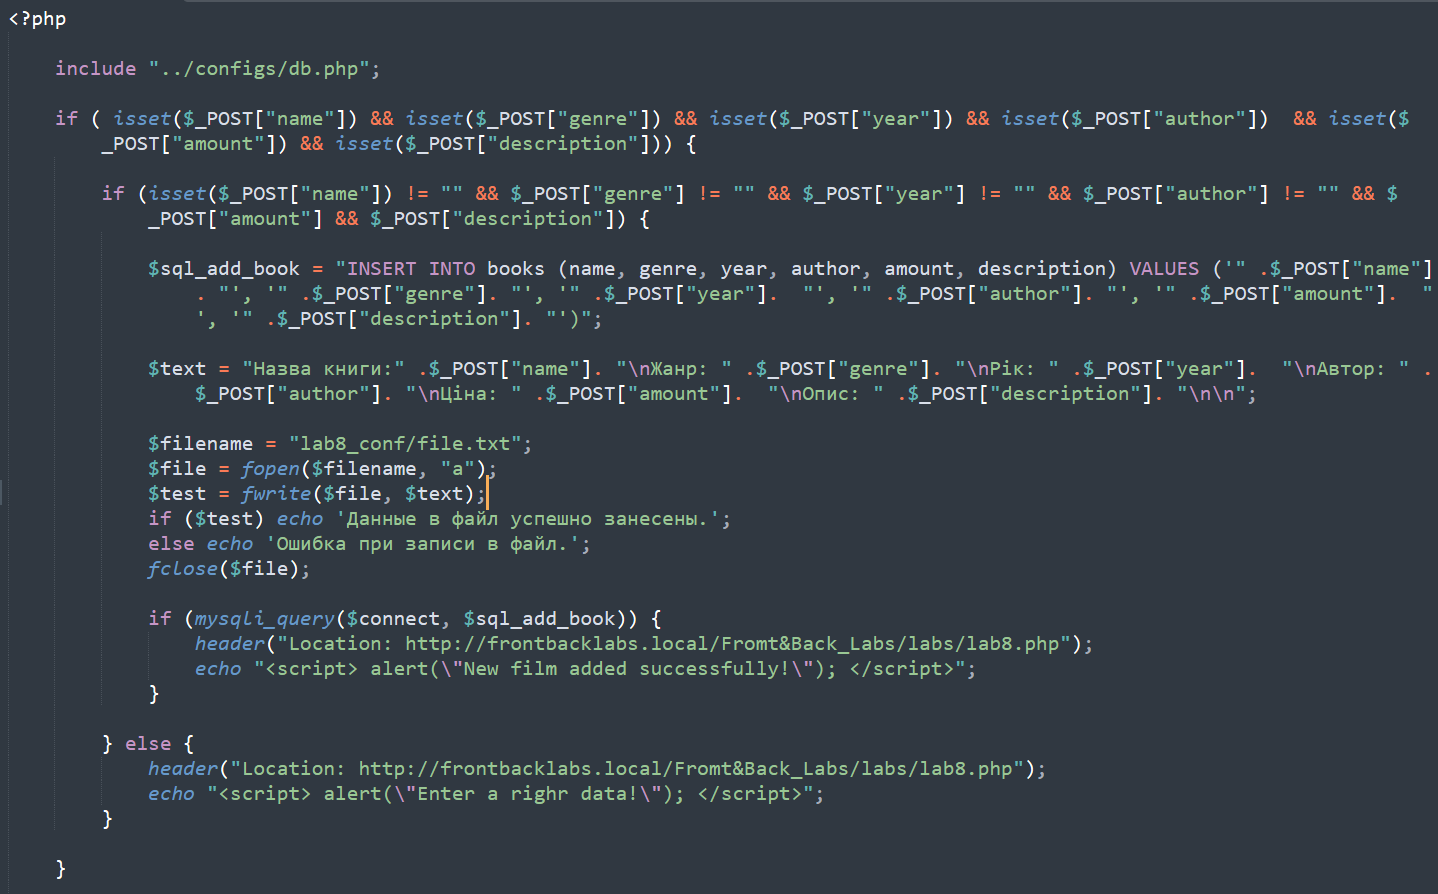 <?php
include "../configs/db.php";
if ( isset($_POST["name"]) && isset($_POST["genre"]) && isset($_POST["year"]) && isset($_POST["author"])  && isset($
_POST["amount"]) && isset($_POST["description"])) {
if (isset($_POST["name"]) != "" && $_POST["genre"] != "" && $_POST["year"] != "" && $_POST["author"] != "" && $
_POST["amount"] && $_POST["description"]) {
$sql_add_book = "INSERT INTO books (name, genre, year, author, amount, description) VALUES ('" .$_POST["name"]
. "', '" .$_POST["genre"]. "', '" .$_POST["year"].  "', '" .$_POST["author"]. "', '" .$_POST["amount"].  "
', '" .$_POST["description"]. "')";
$text = "Назва книги:" .$_POST["name"]. "\nЖанр: " .$_POST["genre"]. "\nРік: " .$_POST["year"].  "\nАвтор: " .
$_POST["author"]. "\nЦіна: " .$_POST["amount"].  "\nОпис: " .$_POST["description"]. "\n\n";
$filename = "lab8_conf/file.txt";
$file = fopen($filename, "a");
$test = fwrite($file, $text);
if ($test) echo 'Данные в файл успешно занесены.';
else echo 'Ошибка при записи в файл.';
fclose($file);
if (mysqli_query($connect, $sql_add_book)) {
header("Location: http://frontbacklabs.local/Fromt&Back_Labs/labs/lab8.php");
echo "<script> alert(\"New film added successfully!\"); </script>";
}
} else {
header("Location: http://frontbacklabs.local/Fromt&Back_Labs/labs/lab8.php");
echo "<script> alert(\"Enter a righr data!\"); </script>";
}
}